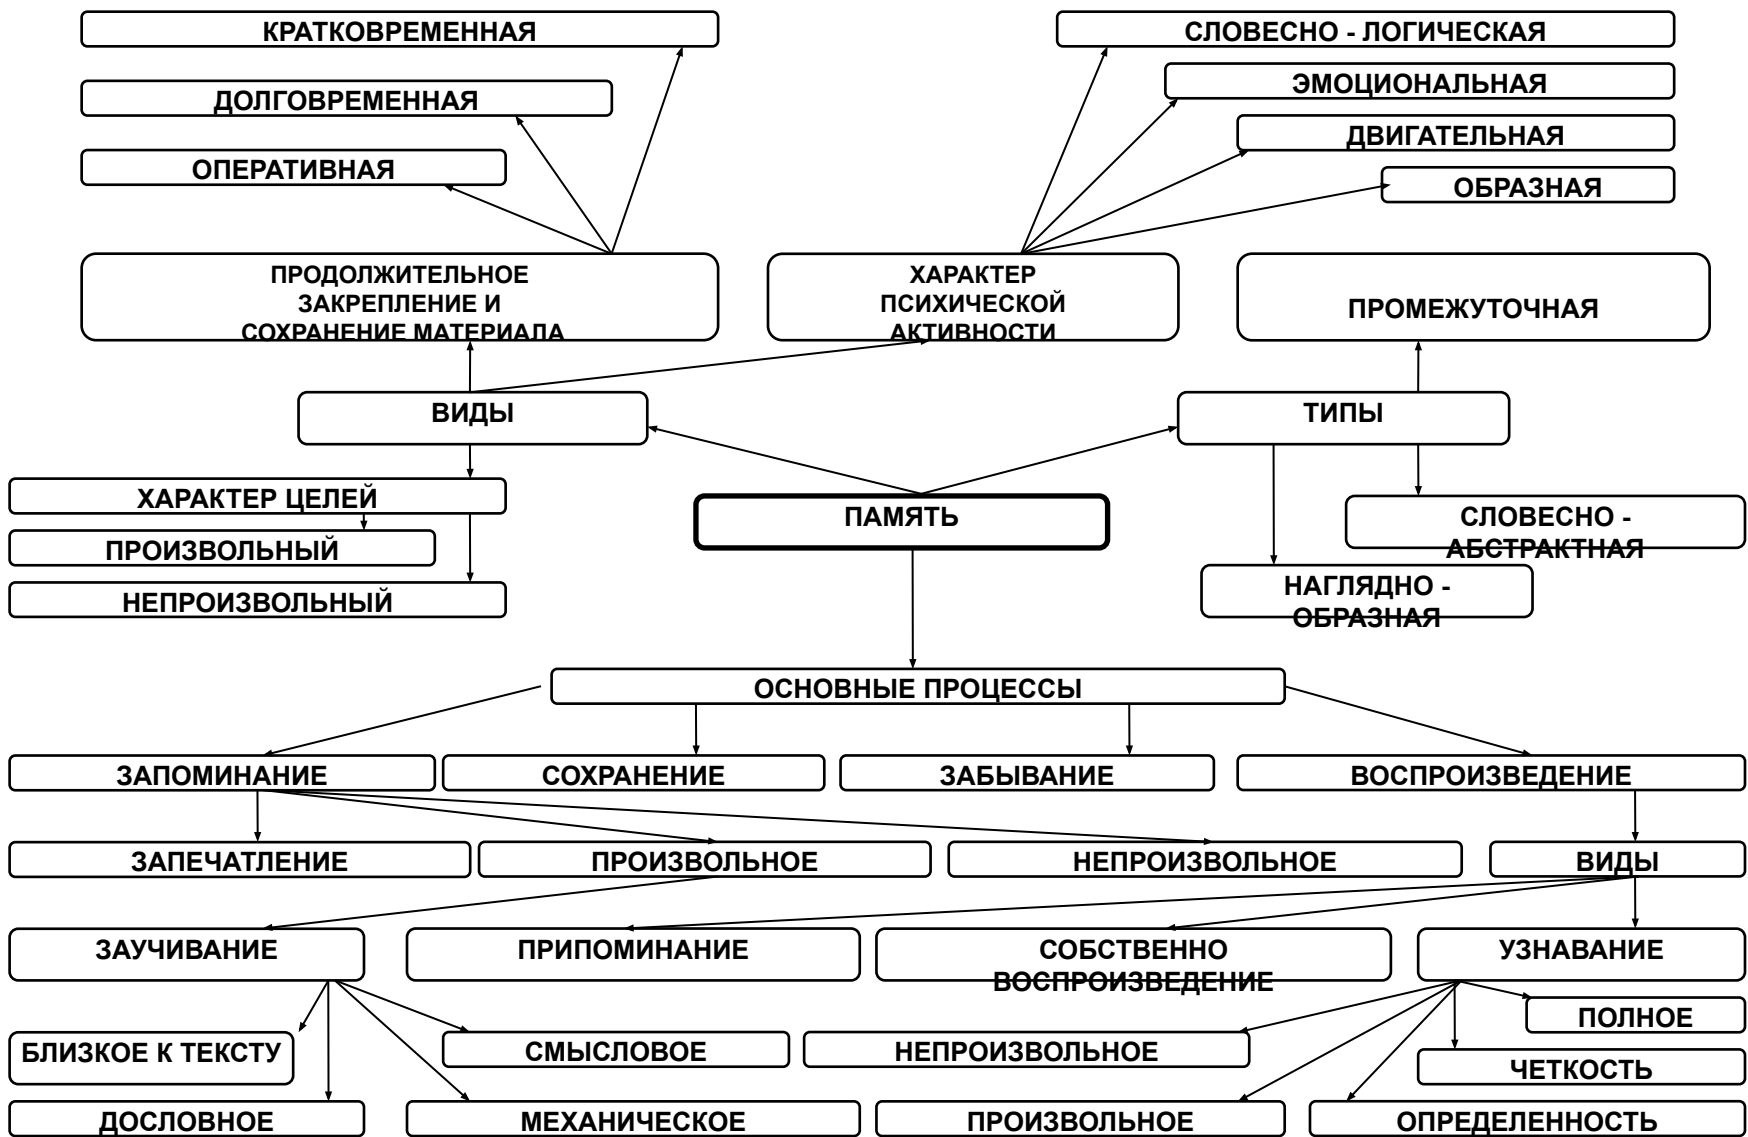 КРАТКОВРЕМЕННАЯ
СЛОВЕСНО - ЛОГИЧЕСКАЯ
ДОЛГОВРЕМЕННАЯ
ЭМОЦИОНАЛЬНАЯ
ДВИГАТЕЛЬНАЯ
ОПЕРАТИВНАЯ
ОБРАЗНАЯ
ПРОДОЛЖИТЕЛЬНОЕ
ЗАКРЕПЛЕНИЕ И
СОХРАНЕНИЕ МАТЕРИАЛА
ХАРАКТЕР
ПСИХИЧЕСКОЙ
АКТИВНОСТИ
ПРОМЕЖУТОЧНАЯ
ВИДЫ
ТИПЫ
ХАРАКТЕР ЦЕЛЕЙ
ПРОИЗВОЛЬНЫЙ
НЕПРОИЗВОЛЬНЫЙ
ПАМЯТЬ
СЛОВЕСНО -
АБСТРАКТНАЯ
НАГЛЯДНО -
ОБРАЗНАЯ
ОСНОВНЫЕ ПРОЦЕССЫ
ЗАПОМИНАНИЕ
СОХРАНЕНИЕ
ЗАБЫВАНИЕ
ВОСПРОИЗВЕДЕНИЕ
ЗАПЕЧАТЛЕНИЕ
ПРОИЗВОЛЬНОЕ
НЕПРОИЗВОЛЬНОЕ
ВИДЫ
ЗАУЧИВАНИЕ
ПРИПОМИНАНИЕ
СОБСТВЕННО
ВОСПРОИЗВЕДЕНИЕ
УЗНАВАНИЕ
ПОЛНОЕ
БЛИЗКОЕ К ТЕКСТУ
СМЫСЛОВОЕ
НЕПРОИЗВОЛЬНОЕ
ЧЕТКОСТЬ
ДОСЛОВНОЕ
МЕХАНИЧЕСКОЕ
ПРОИЗВОЛЬНОЕ
ОПРЕДЕЛЕННОСТЬ